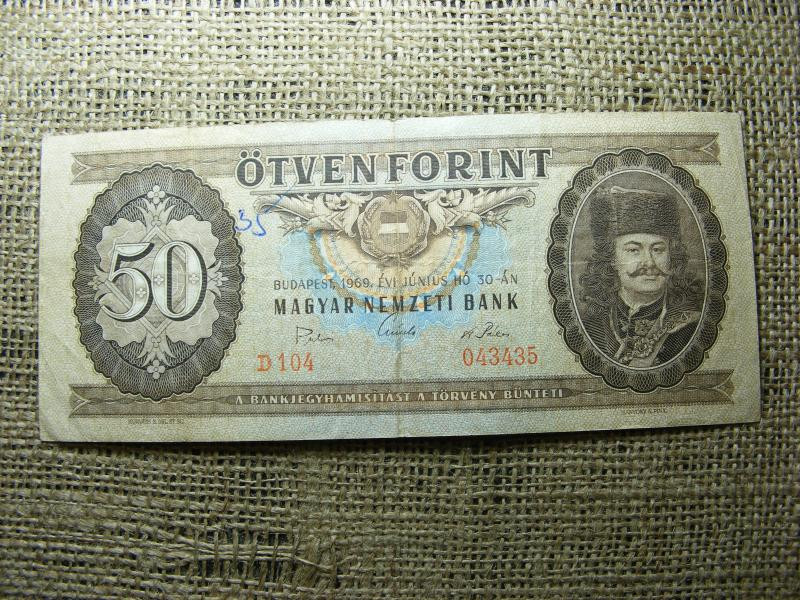 ÖTVEN FORINT
50
35
BUDAPEST, 1969. ÉVI JÚNIUS HÓ 30-ÁN
MAGYAR NEMZETI BANK
D 104
043435
A BANKJEGYHAMISÍTÁST A TÖRVÉNY BÜNTETI